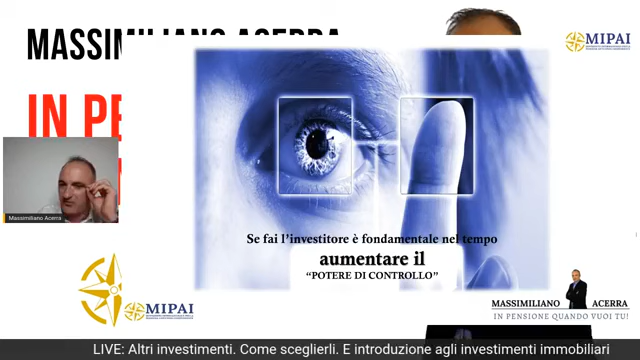 MASSIMILIANO ACERRA
IN PE
MIPAI
Massimiliano Acerra
Se fai l'investitore è fondamentale nel tempo
aumentare il
“POTERE DI CONTROLLO”
MIPAI
MASSIMILIANO ACERRA
IN PENSIONE QUANDO VUOI TU!
LIVE: Altri investimenti. Come sceglierli. E introduzione agli investimenti immobiliari